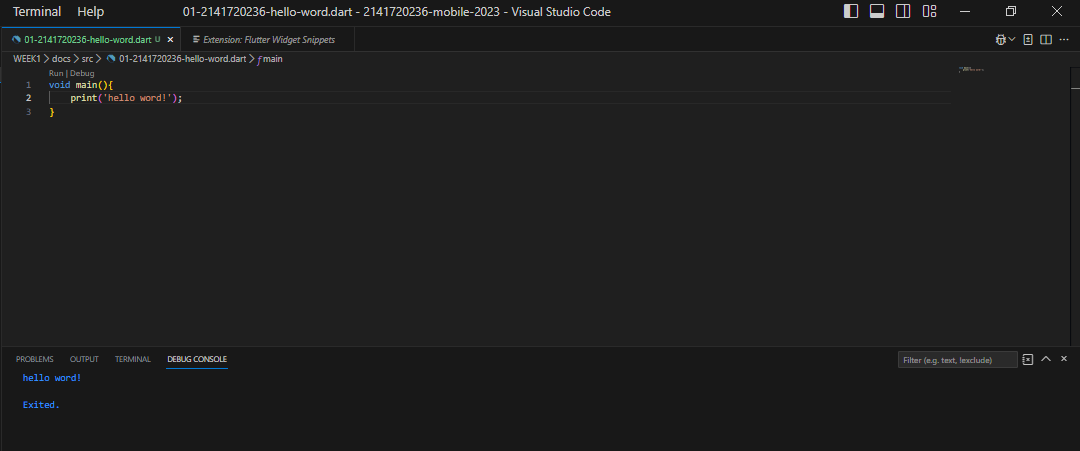 Terminal Help 01-2141720236-hello-word.dart - 2141720236-mobile-2023 - Visual Studio Code
01-2141720236-hello-word.dart U Extension: Flutter Widget Snippets
WEEK1 > docs > src > 01-2141720236-hello-word.dart > main
Run | Debug
1 void main(){
2 print('hello word!');
3 }
PROBLEMS OUTPUT TERMINAL DEBUG CONSOLE Filter (e.g. text, !exclude)
hello word!
Exited.